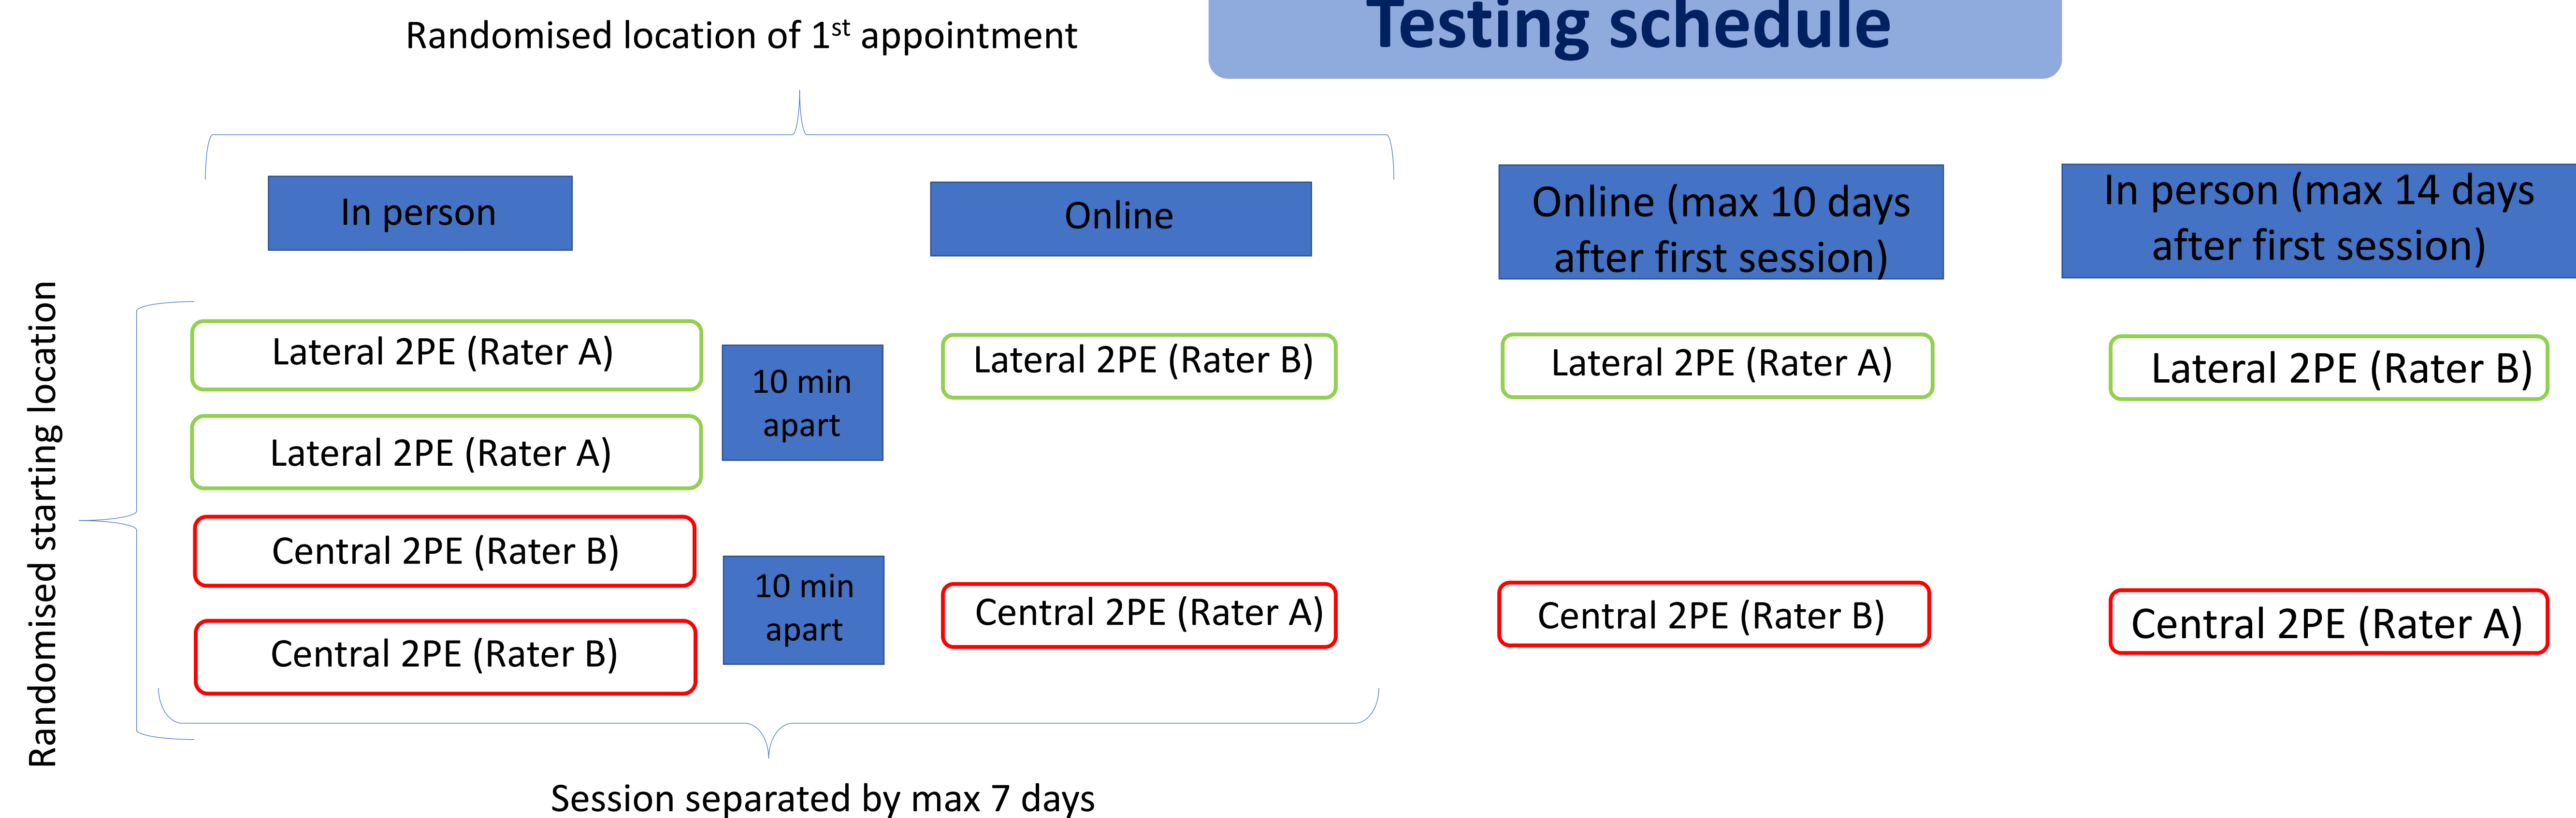 Testing schedule
Randomised location of 1st appointment
In person
Online
Online (max 10 days
after first session)
In person (max 14 days
after first session)
Randomised starting location
Lateral 2PE (Rater A)
Lateral 2PE (Rater A)
10 min
apart
Lateral 2PE (Rater B)
Lateral 2PE (Rater A)
Lateral 2PE (Rater B)
Central 2PE (Rater B)
Central 2PE (Rater B)
10 min
apart
Central 2PE (Rater A)
Central 2PE (Rater B)
Central 2PE (Rater A)
Session separated by max 7 days